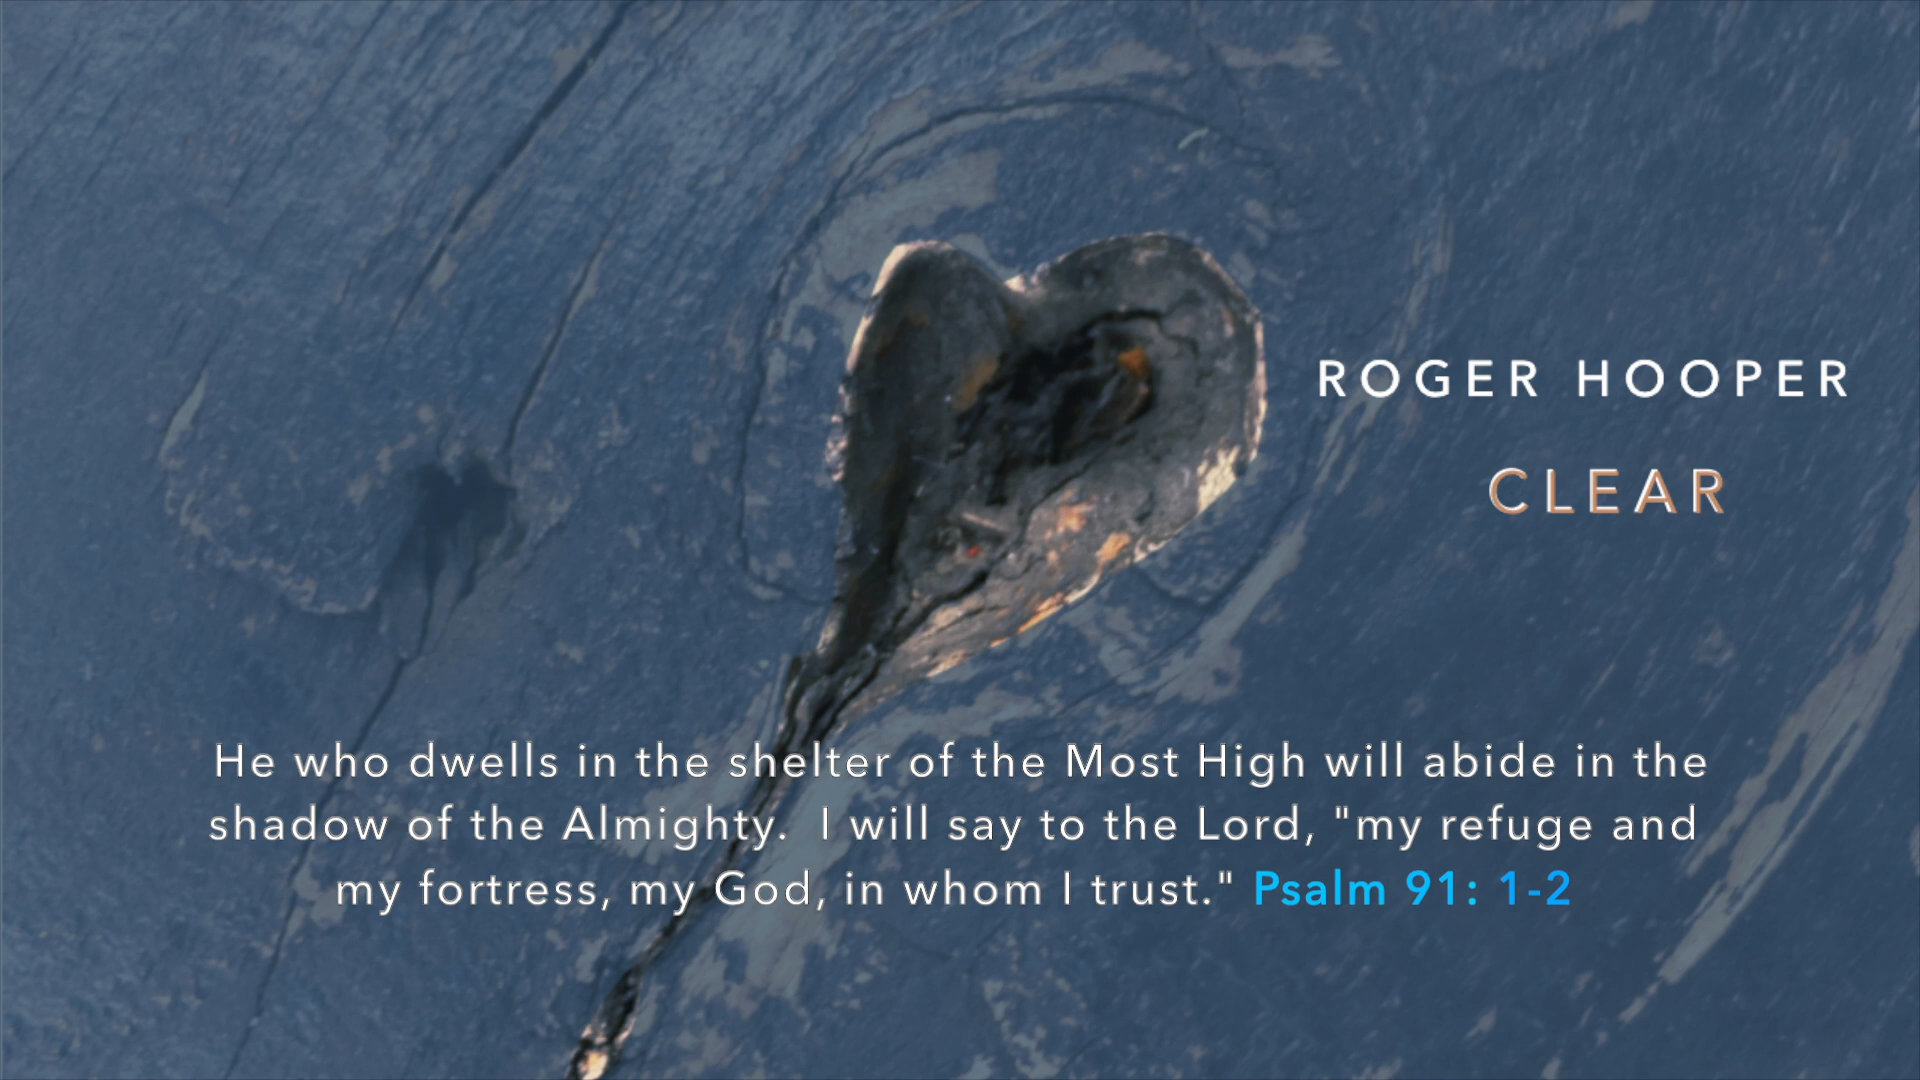 ROGER HOOPER
CLEAR
He who dwells in the shelter of the Most High will abide in the
shadow of the Almighty.  I will say to the Lord, "my refuge and
my fortress, my God, in whom I trust." Psalm 91: 1-2